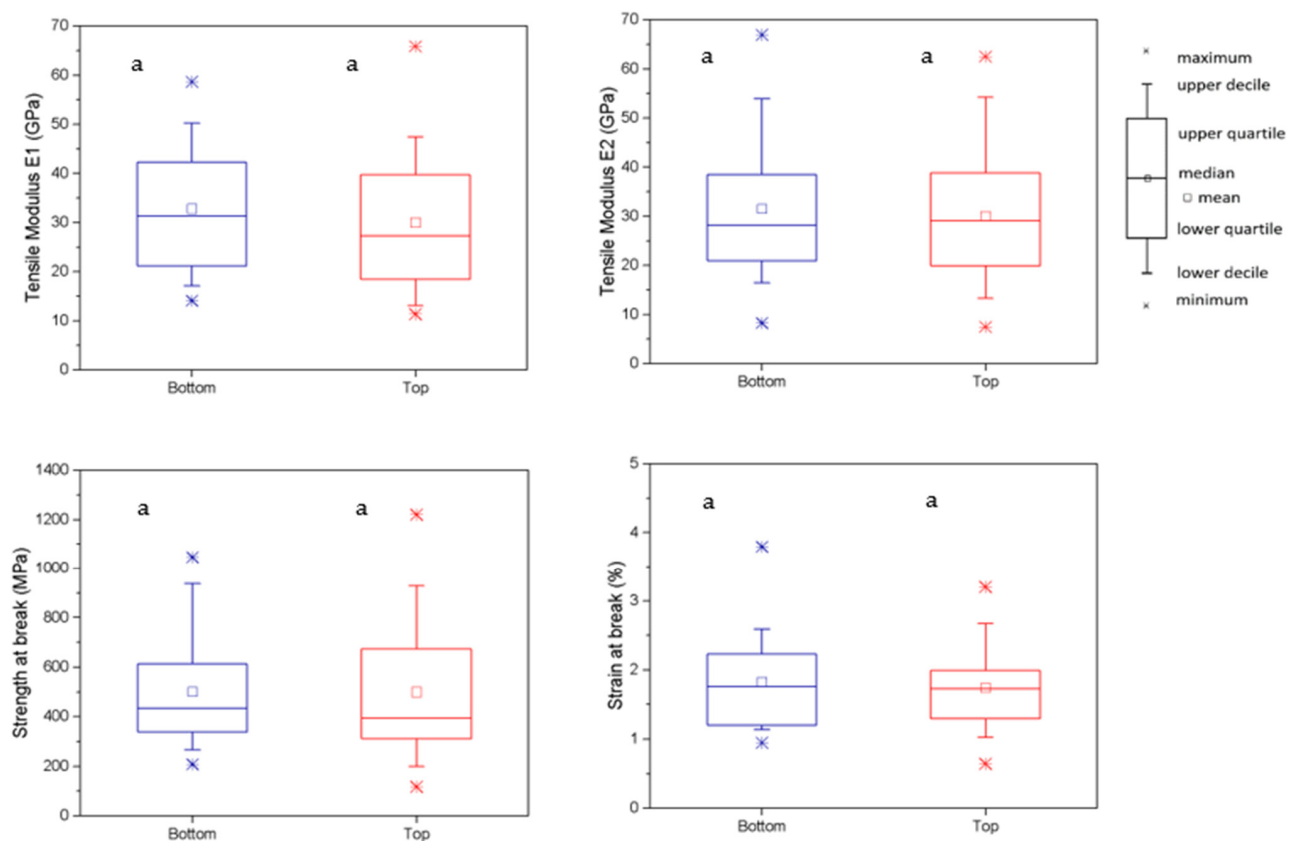 70
60
50
40
30
20
10
0
Tensile Modulus E1 (GPa)
a
a
Bottom
Top
70
60
50
40
30
20
10
0
Tensile Modulus E2 (GPa)
a
a
Bottom
Top
maximum
upper decile
upper quartile
median
mean
lower quartile
lower decile
minimum
1400
1200
1000
800
600
400
200
0
Strength at break (MPa)
a
a
Bottom
Top
5
4
3
2
1
0
Strain at break (%)
a
a
Bottom
Top